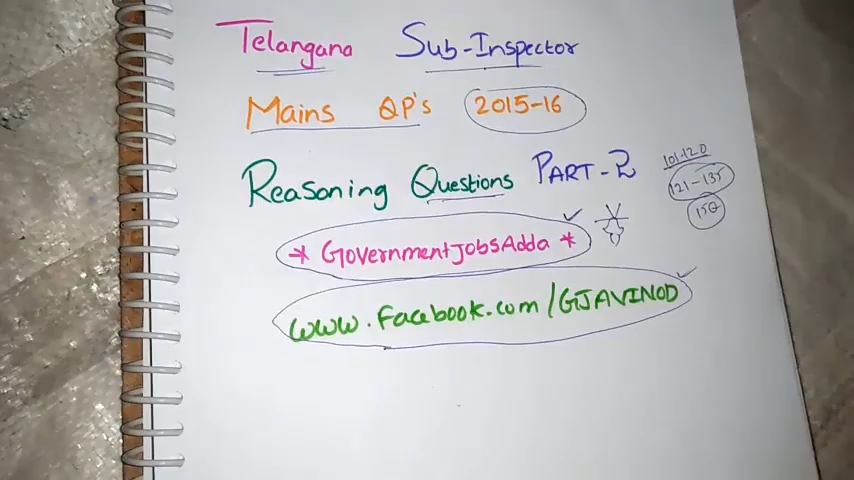 Telangana Sub-Inspector
Mains QP's 2015-16
Reasoning Questions PART-2
101-120
121-135
15Q
* GovernmentJobsAdda *
www.facebook.com/GJAVINOD